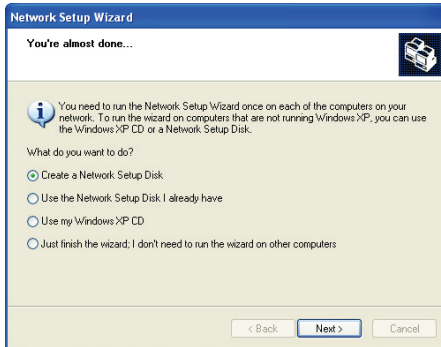 Network Setup Wizard
You're almost done...
You need to run the Network Setup Wizard once on each of the computers on your
network. To run the wizard on computers that are not running Windows XP, you can use
the Windows XP CD or a Network Setup Disk.
What do you want to do?
Create a Network Setup Disk
Use the Network Setup Disk I already have
Use my Windows XP CD
Just finish the wizard; I don't need to run the wizard on other computers
< Back
Next >
Cancel